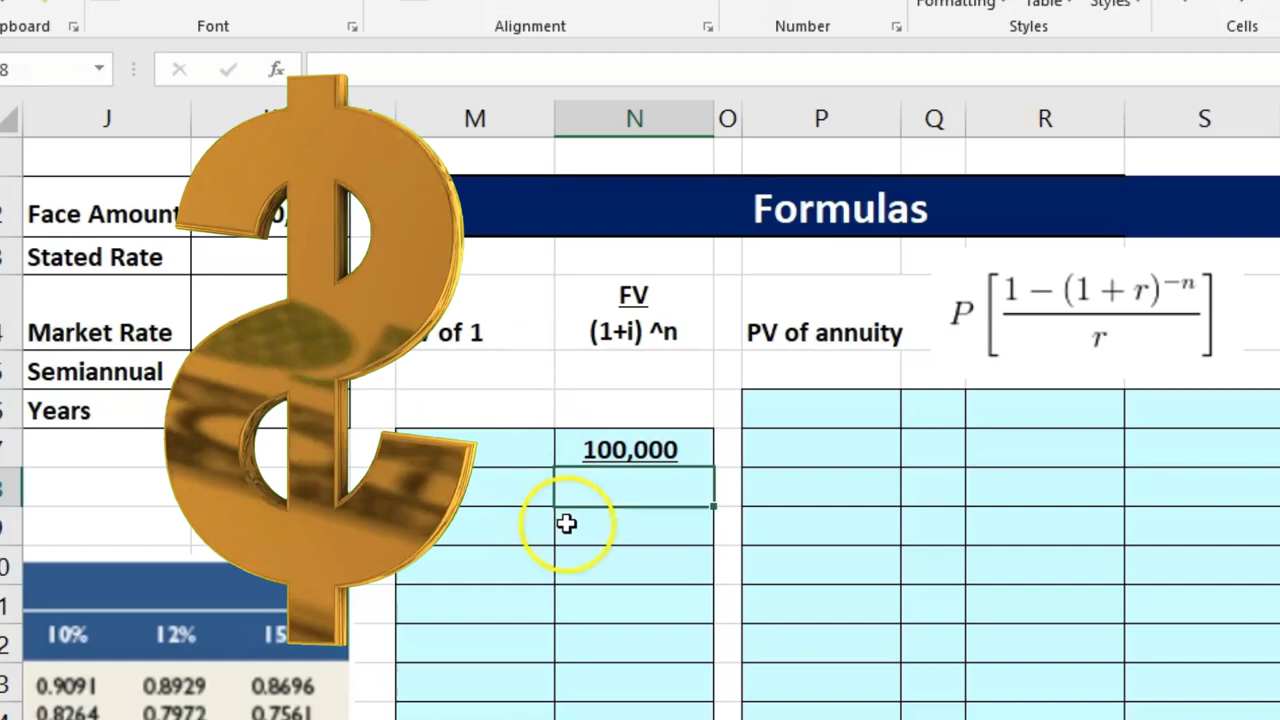 Formatting Table Styles
Font Alignment Number Styles Cells
fx
J M N O P Q R S
Formulas
Face Amount
Stated Rate
FV
Market Rate of 1 (1+i) ^n PV of annuity P [ 1 − (1 + r)^−n / r ]
Semiannual
Years
100,000
10% 12%
0.9091 0.8929 0.8696
0.8264 0.7972 0.7561